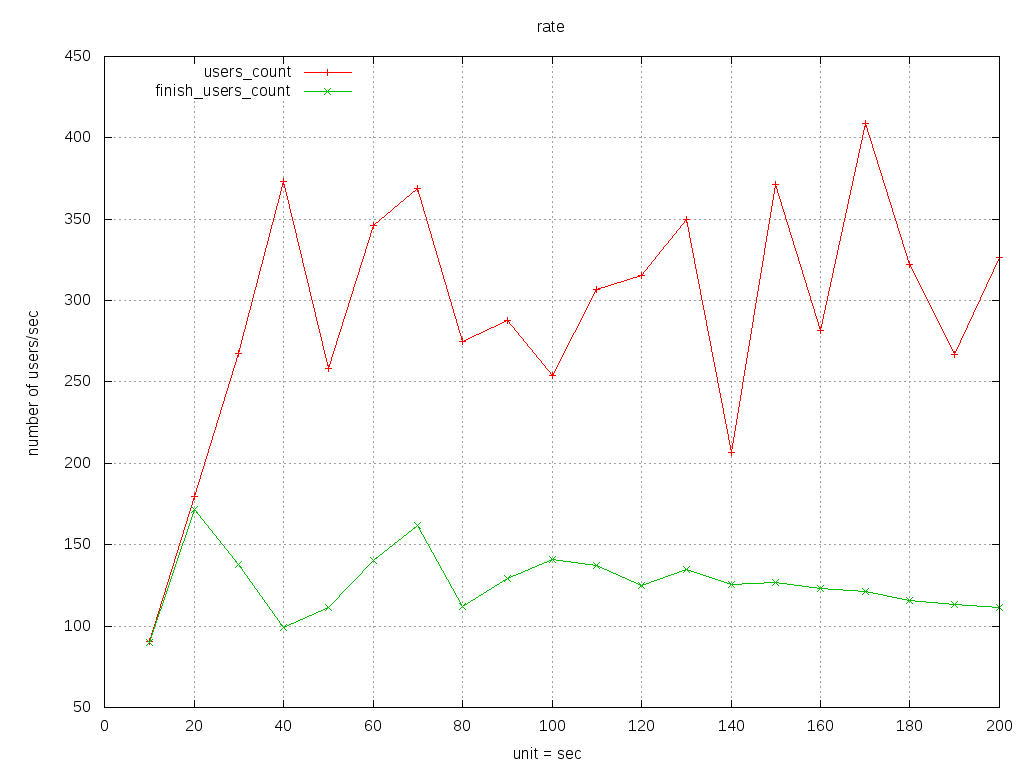 rate
users_count
finish_users_count
450
400
350
300
250
200
150
100
50
number of users/sec
0 20 40 60 80 100 120 140 160 180 200
unit = sec